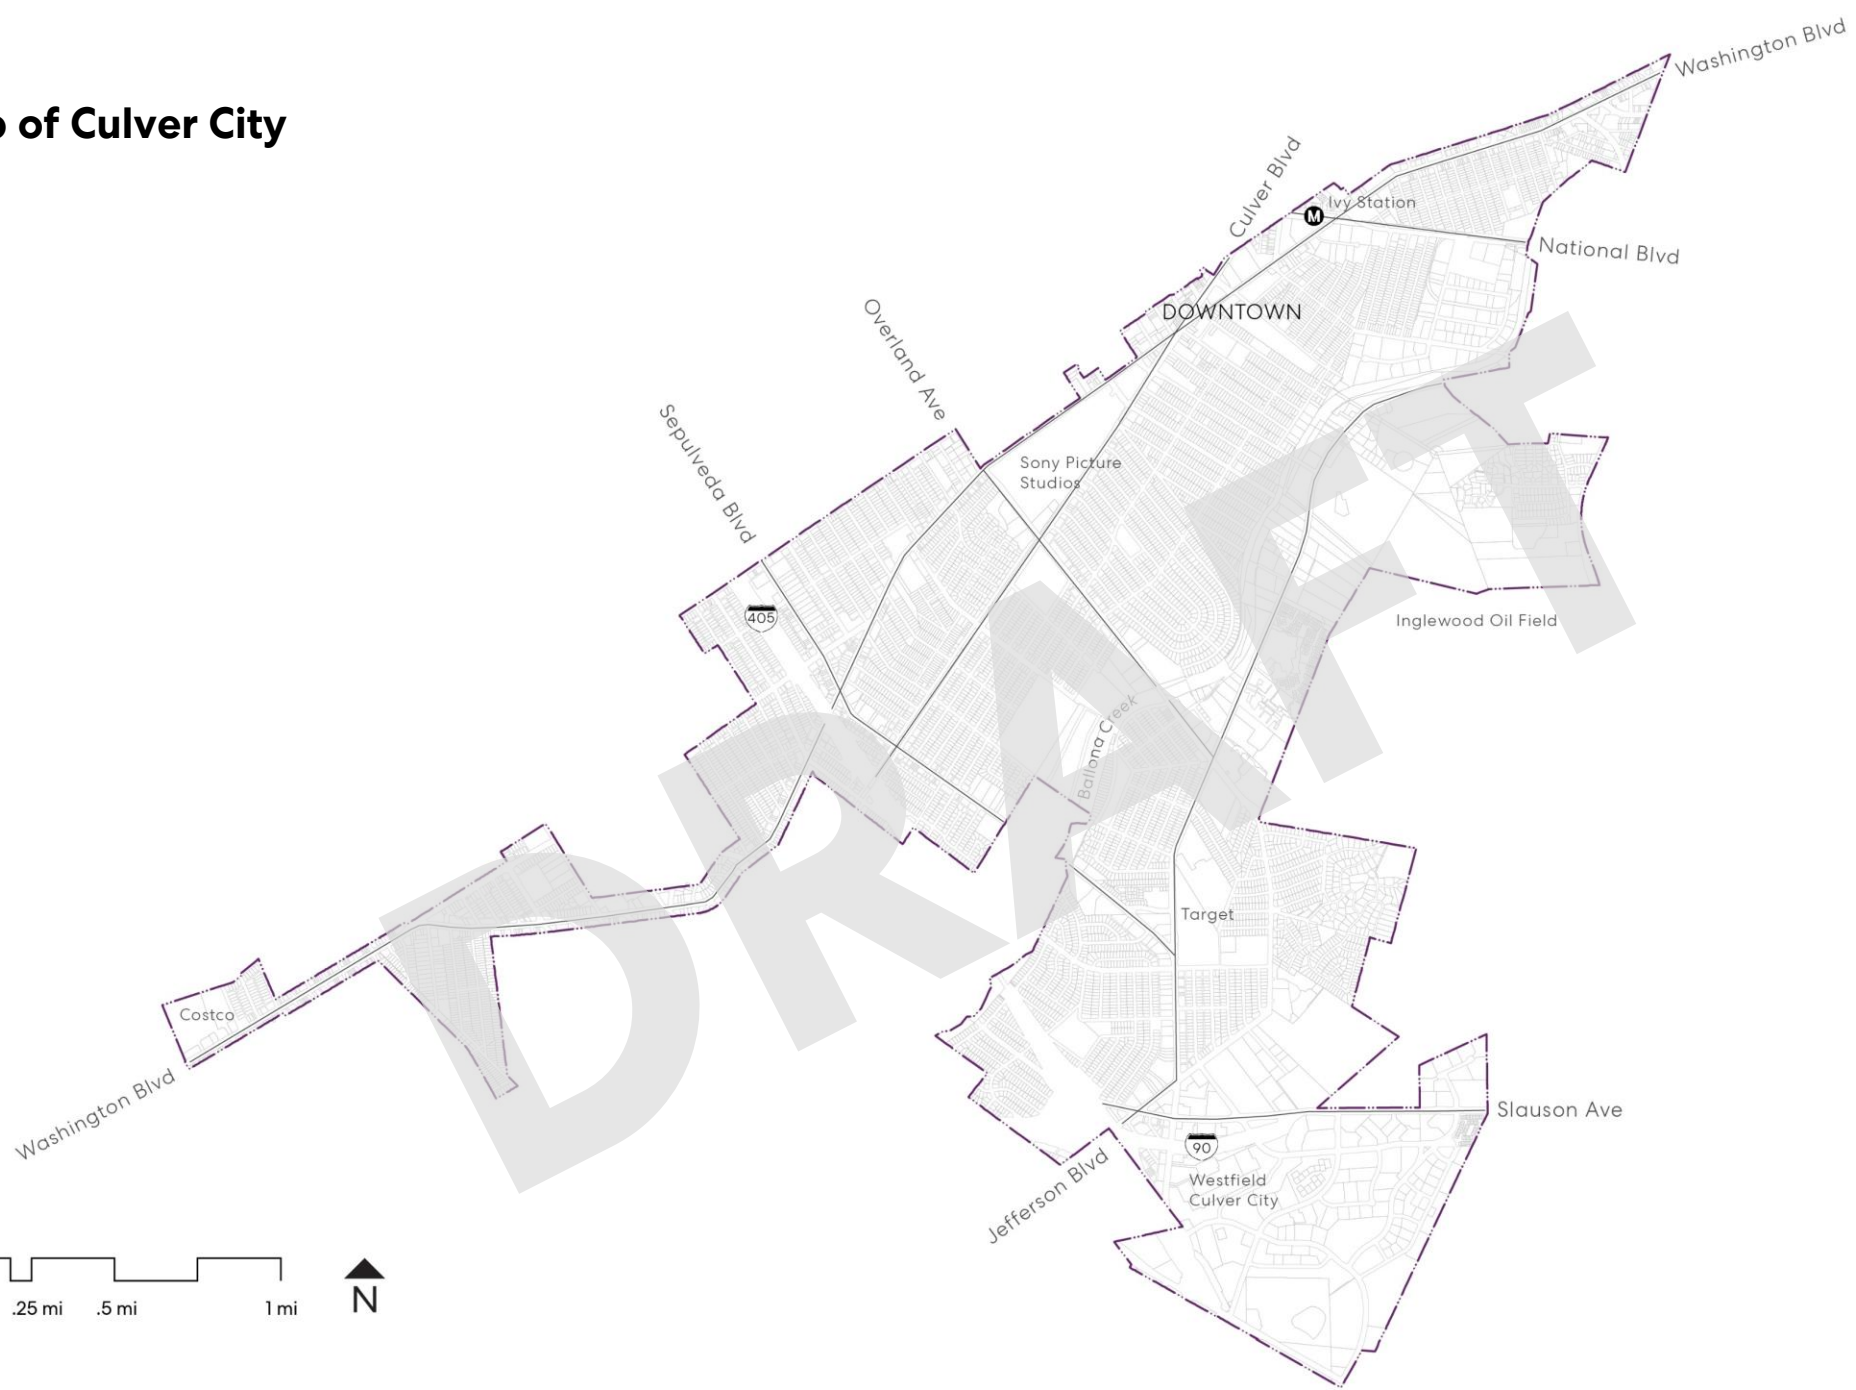 of Culver City
Washington Blvd
Culver Blvd
M
Ivy Station
National Blvd
DOWNTOWN
Overland Ave
Sepulveda Blvd
Sony Picture
Studios
405
Inglewood Oil Field
Ballona Creek
DRAFT
Target
Costco
Washington Blvd
Slauson Ave
90
Jefferson Blvd
Westfield
Culver City
.25 mi .5 mi 1 mi
N